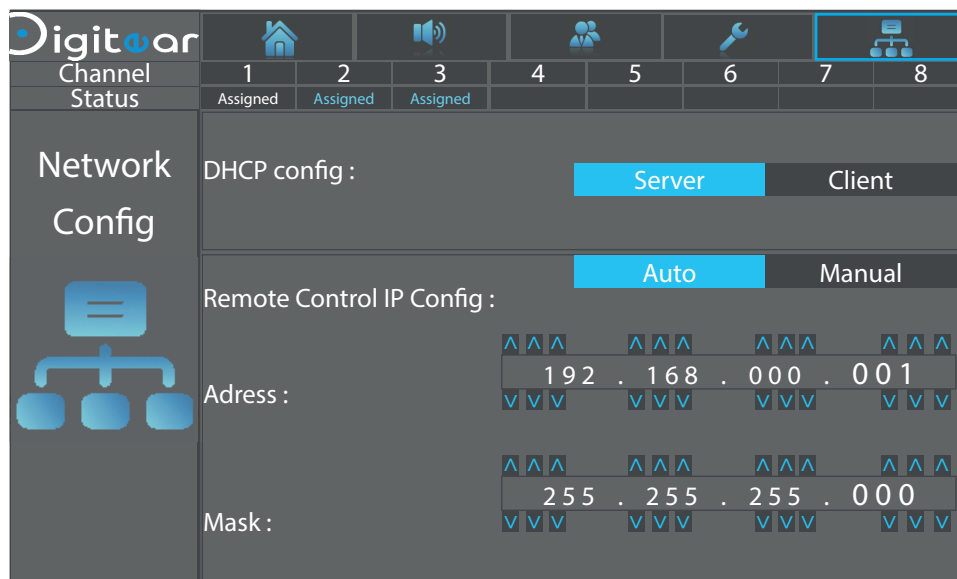 Digitear
Channel 1 2 3 4 5 6 7 8
Status Assigned Assigned Assigned
Network
Config
DHCP config :
Server Client
Auto Manual
Remote Control IP Config :
Adress :
192 . 168 . 000 . 001
Mask :
255 . 255 . 255 . 000